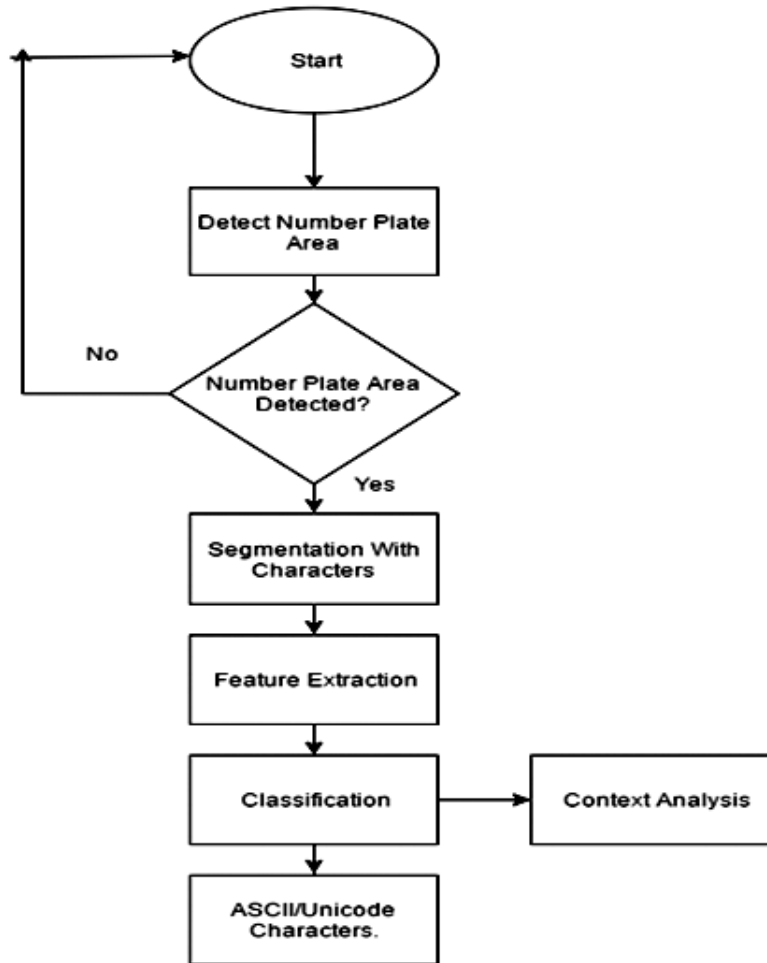 Start
Detect Number Plate
Area
No
Number Plate Area
Detected?
Yes
Segmentation With
Characters
Feature Extraction
Classification
Context Analysis
ASCII/Unicode
Characters.